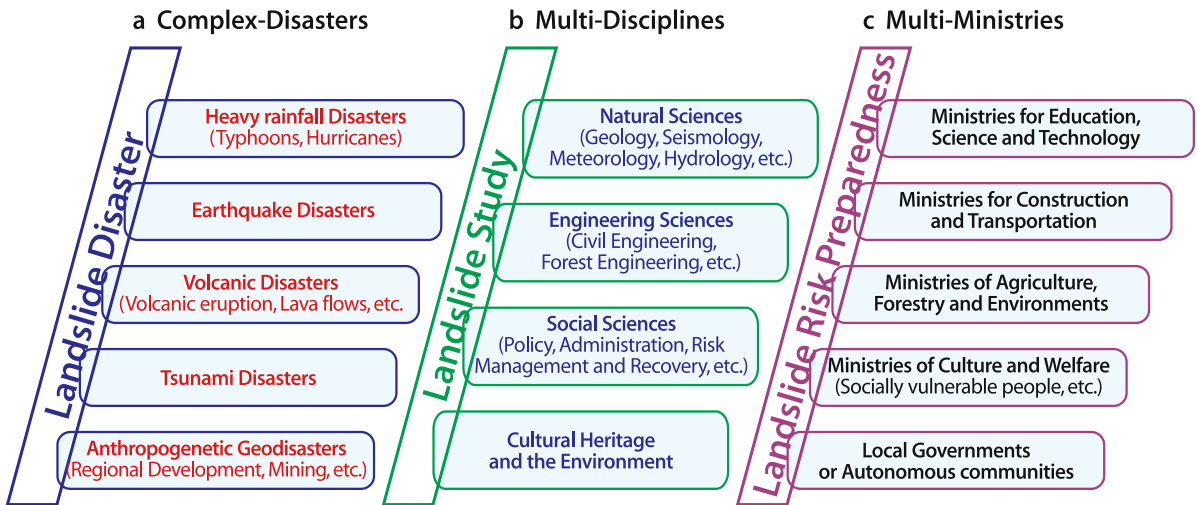 a Complex-Disasters
Landslide Disaster
Heavy rainfall Disasters
(Typhoons, Hurricanes)
Earthquake Disasters
Volcanic Disasters
(Volcanic eruption, Lava flows, etc.
Tsunami Disasters
Anthropogenetic Geodisasters
(Regional Development, Mining, etc.)
b Multi-Disciplines
Landslide Study
Natural Sciences
(Geology, Seismology,
Meteorology, Hydrology, etc.)
Engineering Sciences
(Civil Engineering,
Forest Engineering, etc.)
Social Sciences
(Policy, Administration, Risk
Management and Recovery, etc.)
Cultural Heritage
and the Environment
c Multi-Ministries
Landslide Risk Preparedness
Ministries for Education,
Science and Technology
Ministries for Construction
and Transportation
Ministries of Agriculture,
Forestry and Environments
Ministries of Culture and Welfare
(Socially vulnerable people, etc.)
Local Governments
or Autonomous communities